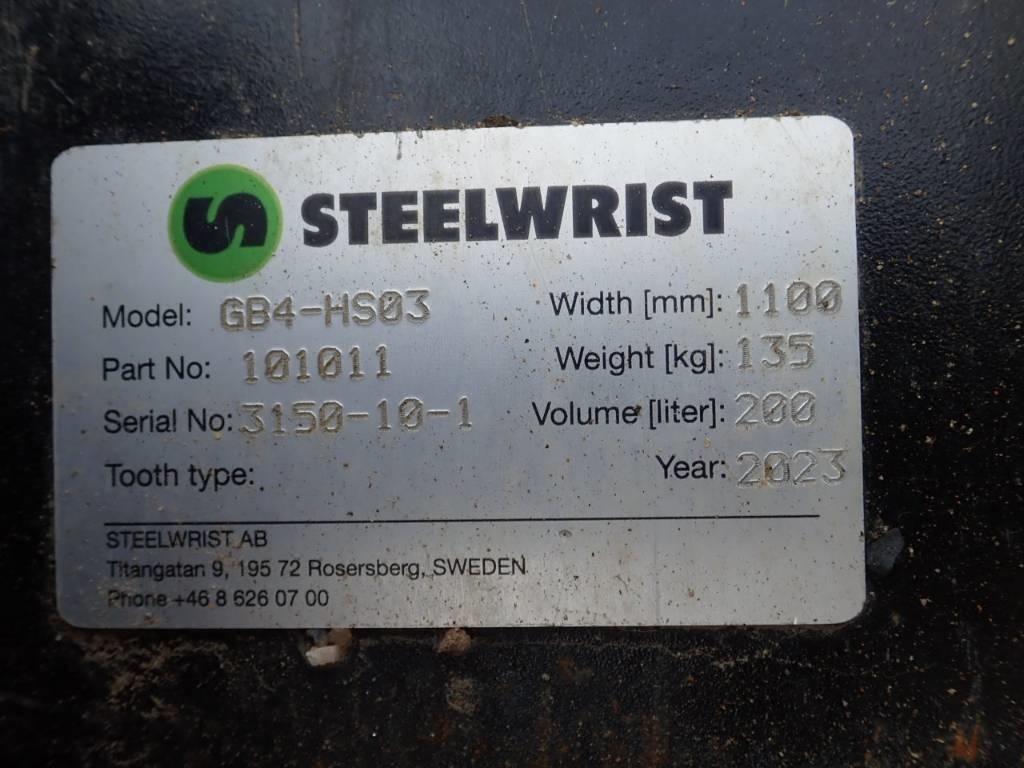 STEELWRIST
Model: GB4-HS03 Width [mm]: 1100
Part No: 101011 Weight [kg]: 135
Serial No: 3150-10-1 Volume [liter]: 200
Tooth type: Year: 2023
STEELWRIST AB
Titangatan 9, 195 72 Rosersberg, SWEDEN
Phone +46 8 626 07 00